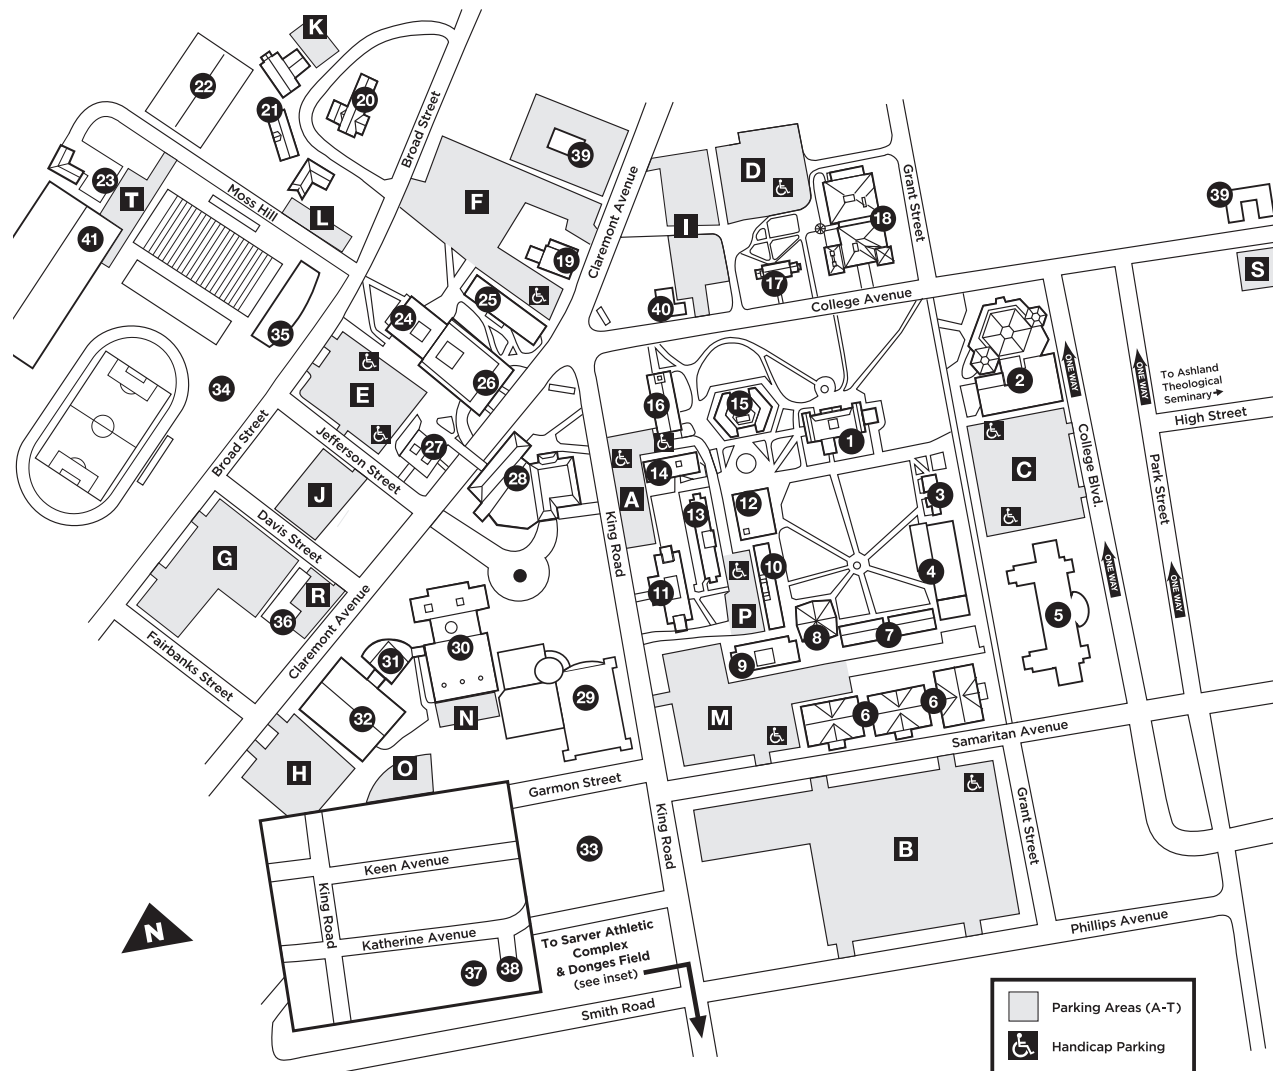 K
22
21
20
Broad Street
39
D
Grant Street
23
T
Moss Hill
L
F
Claremont Avenue
I
18
39
41
19
17
S
25
40
College Avenue
24
35
26
2
ONE WAY
ONE WAY
To Ashland
Theological
Seminary
High Street
34
E
16
15
1
Broad Street
Jefferson Street
27
28
14
C
College Blvd.
Park Street
J
A
13
12
3
Davis Street
G
King Road
10
4
ONE WAY
ONE WAY
R
36
11
P
5
Fairbanks Street
Claremont Avenue
31
30
8
7
9
32
N
29
M
6
6
Samaritan Avenue
H
O
Garmon Street
King Road
Grant Street
33
B
Keen Avenue
King Road
Katherine Avenue
N
37
38
To Sarver Athletic
Complex
& Donges Field
(see inset)
Smith Road
Phillips Avenue
Parking Areas (A-T)
Handicap Parking